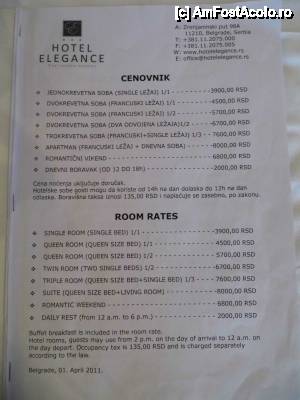 (c) AmFostAcolo.ro
HOTEL
ELEGANCE
A: Zrenjaninski put 98A
11210, Belgrade, Serbia
T: +381.11.2075.000
F: +381.11.2075.005
W: www.hotelelegance.rs
E: office@hotelelegance.rs
CENOVNIK
❖ JEDNOKREVETNA SOBA (SINGLE LEŽAJ) 1/1 ---3900,00 RSD
❖ DVOKREVETNA SOBA (FRANCUSKI LEŽAJ) 1/1 ---4500,00 RSD
❖ DVOKREVETNA SOBA (FRANCUSKI LEŽAJ) 1/2 ---5700,00 RSD
❖ DVOKREVETNA SOBA (DVA ODVOJENA LEŽAJA)1/2-6700,00 RSD
❖ TROKREVETNA SOBA (FRANCUSKI+SINGLE LEŽAJ) 1/3 - 7600,00 RSD
❖ APARTMAN (FRANCUKI LEŽAJ + DNEVNA SOBA) ---8000,00 RSD
❖ ROMANTIČNI VIKEND - - - - - - - - - 6800,00 RSD
❖ DNEVNI BORAVAK (OD 12 DO 18H) - - - - - - -2000,00 RSD
Cena noćenja uključuje doručak.
Hotelske sobe gosti mogu da koriste od 14h na dan dolaska do 12h na dan
odlaska. Boravišna taksa iznosi 135,00 RSD i naplaćuje se zasebno, po zakonu.
ROOM RATES
❖ SINGLE ROOM (SINGLE BED) 1/1 - - - - - - - -3900,00 RSD
❖ QUEEN ROOM (QUEEN SIZE BED) 1/1 - - - - - - 4500,00 RSD
❖ QUEEN ROOM (QUEEN SIZE BED) 1/2 - - - - - - 5700,00 RSD
❖ TWIN ROOM (TWO SINGLE BEDS) 1/2 - - - - - -6700,00 RSD
❖ TRIPLE ROOM (QUEEN SIZE BED+SINGLE BED) 1/3 - - 7600,00 RSD
❖ SUITE (QUEEN SIZE BED+LIVING ROOM) - - - - -8000,00 RSD
❖ ROMANTIC WEEKEND - - - - - - - - - 6800,00 RSD
❖ DAILY REST (from 12 a.m. to 6 p.m.) - - - - - - 2000,00 RSD
Buffet breakfast is included in the room rate.
Hotel rooms, guests may use from 2 p.m. on the day of arrival to 12 a.m. on
the day depart. Occupancy tax is 135,00 RSD and is charged separately
according to the law.
Belgrade, 01. April 2011.